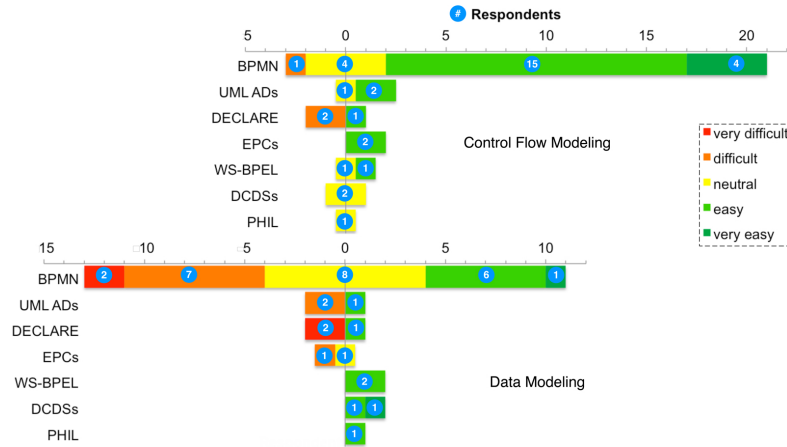 # Respondents
5 0 5 10 15 20
BPMN 1 4 15 4
UML ADs 1 2
DECLARE 2 1
EPCs 2
WS-BPEL 1 1
DCDSs 2
PHIL 1
Control Flow Modeling
very difficult
difficult
neutral
easy
very easy
15 10 5 0 5 10
BPMN 2 7 8 6 1
UML ADs 2 1
DECLARE 2 1
EPCs 1 1
WS-BPEL 2
DCDSs 1 1
PHIL 1
Data Modeling